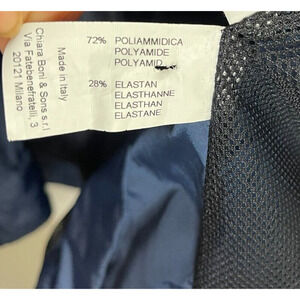 72% POLIAMMIDICA
POLYAMIDE
POLYAMID
28% ELASTAN
ELASTHANNE
ELASTHAN
ELASTANE
Made in Italy
Chiara Boni & Sons s.r.l
Via Fatebenefratelli, 3
20121 Milano